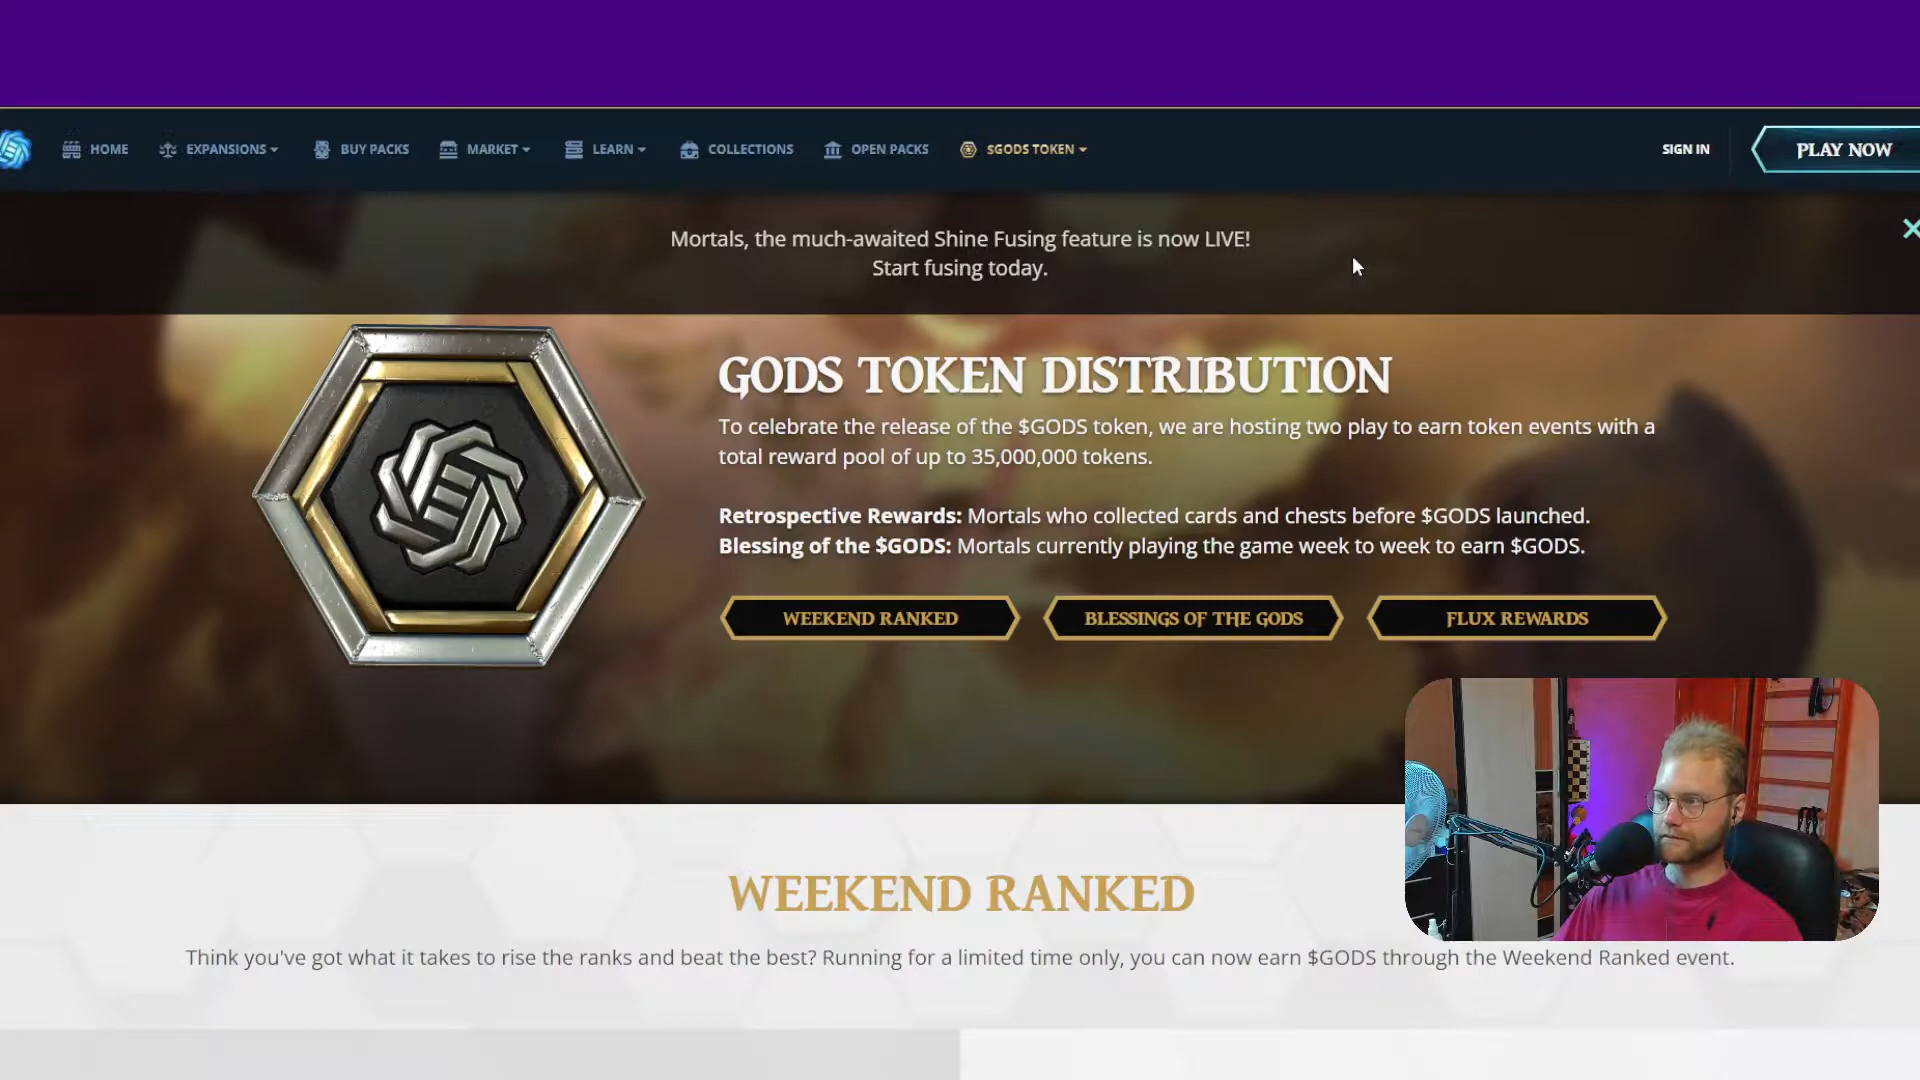 HOME
EXPANSIONS
BUY PACKS
MARKET
LEARN
COLLECTIONS
OPEN PACKS
$GODS TOKEN
SIGN IN
PLAY NOW
Mortals, the much-awaited Shine Fusing feature is now LIVE!
Start fusing today.
GODS TOKEN DISTRIBUTION
To celebrate the release of the $GODS token, we are hosting two play to earn token events with a
total reward pool of up to 35,000,000 tokens.
Retrospective Rewards: Mortals who collected cards and chests before $GODS launched.
Blessing of the $GODS: Mortals currently playing the game week to week to earn $GODS.
WEEKEND RANKED
BLESSINGS OF THE GODS
FLUX REWARDS
WEEKEND RANKED
Think you've got what it takes to rise the ranks and beat the best? Running for a limited time only, you can now earn $GODS through the Weekend Ranked event.